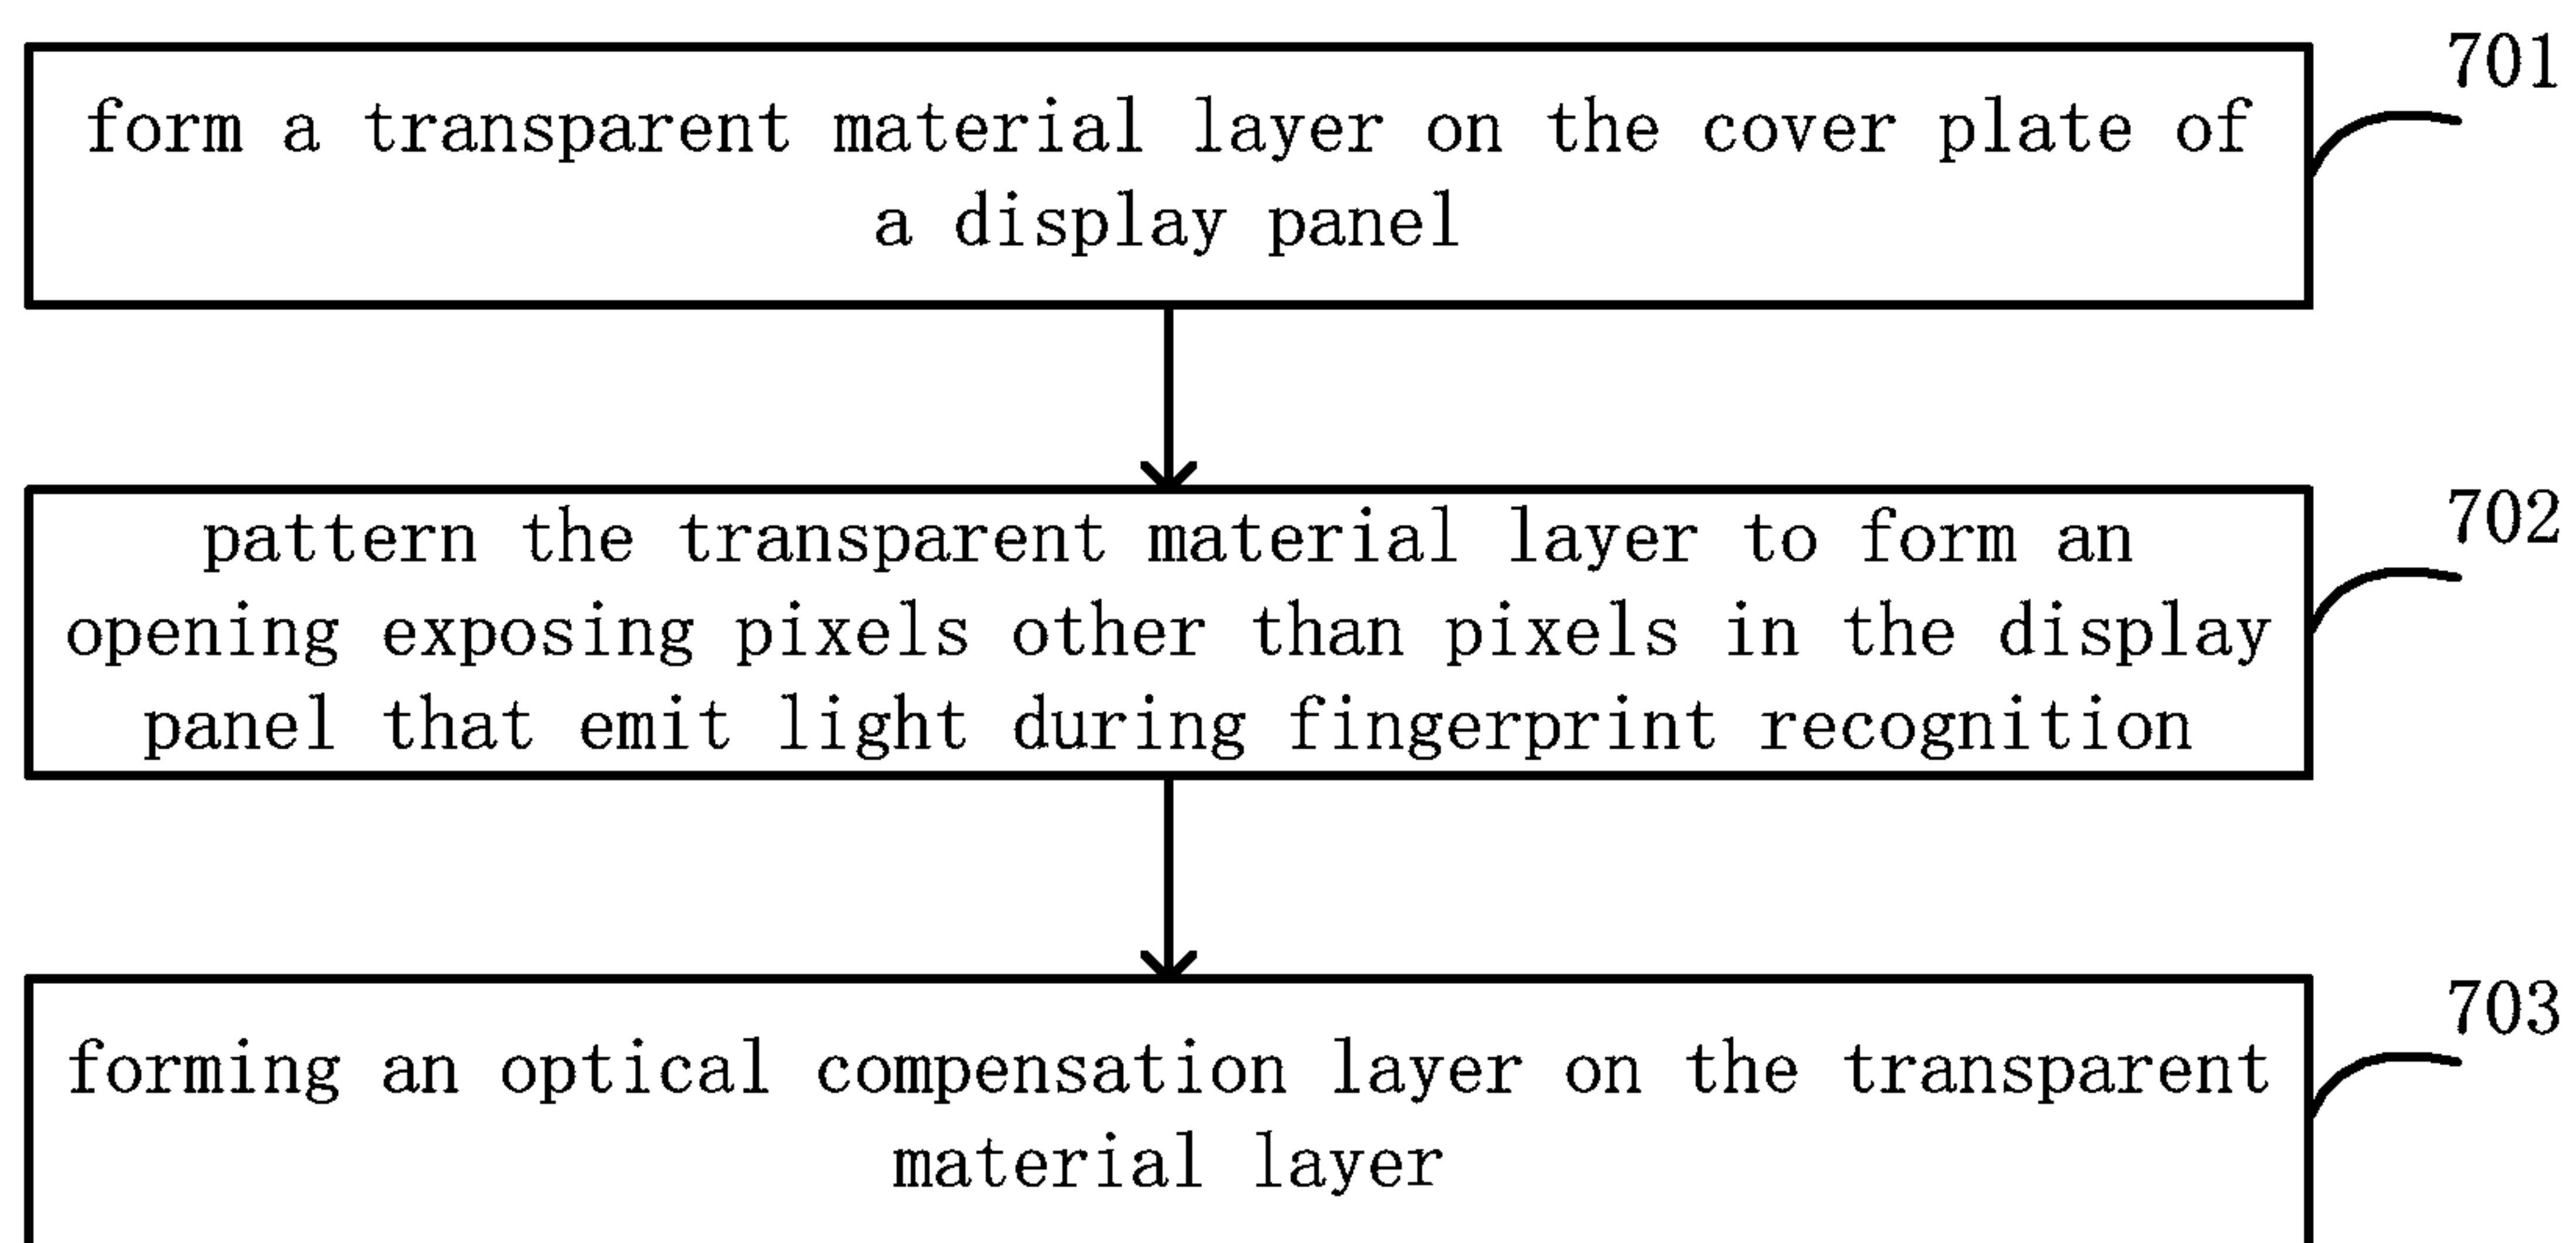 701
form a transparent material layer on the cover plate of
a display panel
702
pattern the transparent material layer to form an
opening exposing pixels other than pixels in the display
panel that emit light during fingerprint recognition
703
forming an optical compensation layer on the transparent
material layer